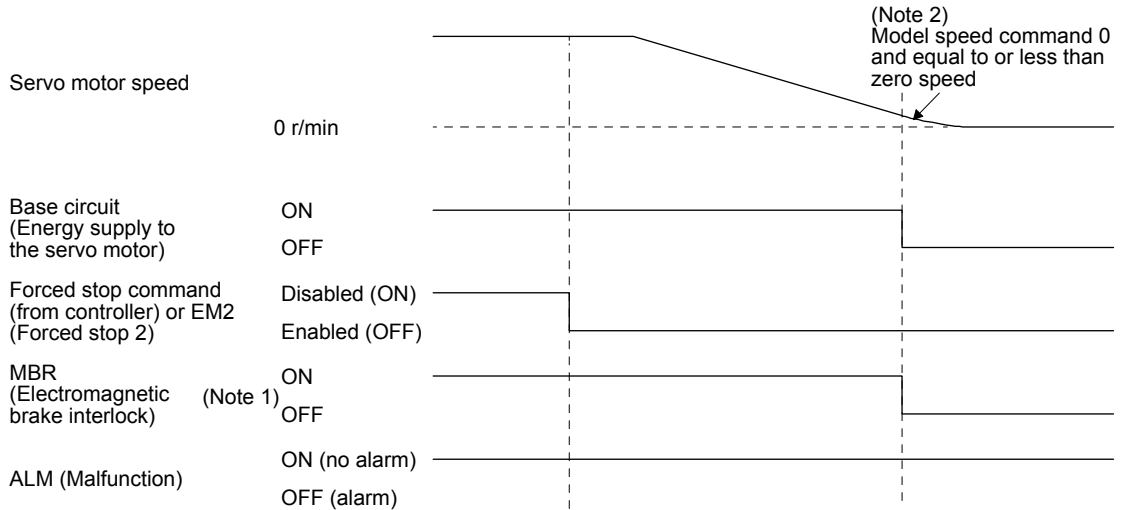 (Note 2)
Model speed command 0
and equal to or less than
zero speed
Servo motor speed
0 r/min
Base circuit
(Energy supply to
the servo motor)
ON
OFF
Forced stop command
(from controller) or EM2
(Forced stop 2)
Disabled (ON)
Enabled (OFF)
MBR
(Electromagnetic
brake interlock)
(Note 1)
ON
OFF
ALM (Malfunction)
ON (no alarm)
OFF (alarm)